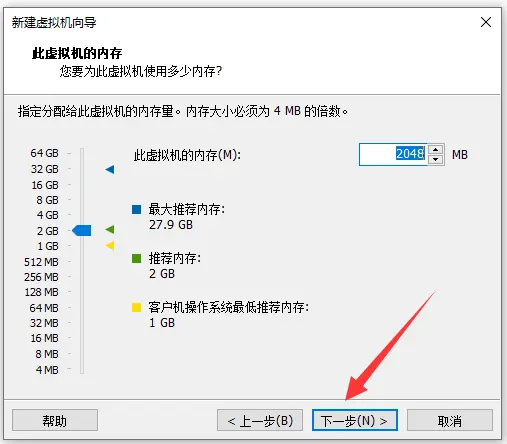 新建虚拟机向导
此虚拟机的内存
您要为此虚拟机使用多少内存?
指定分配给此虚拟机的内存量。内存大小必须为 4 MB 的倍数。
64 GB
32 GB
16 GB
8 GB
4 GB
2 GB
1 GB
512 MB
256 MB
128 MB
64 MB
32 MB
16 MB
8 MB
4 MB
此虚拟机的内存(M):
2048 MB
最大推荐内存:
27.9 GB
推荐内存:
2 GB
客户机操作系统最低推荐内存:
1 GB
帮助
< 上一步(B)
下一步(N) >
取消